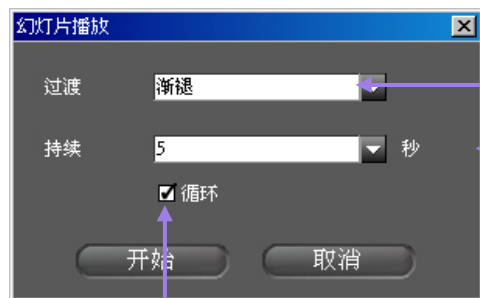 幻灯片播放
过渡 渐褪
持续 5 秒
循环
开始 取消